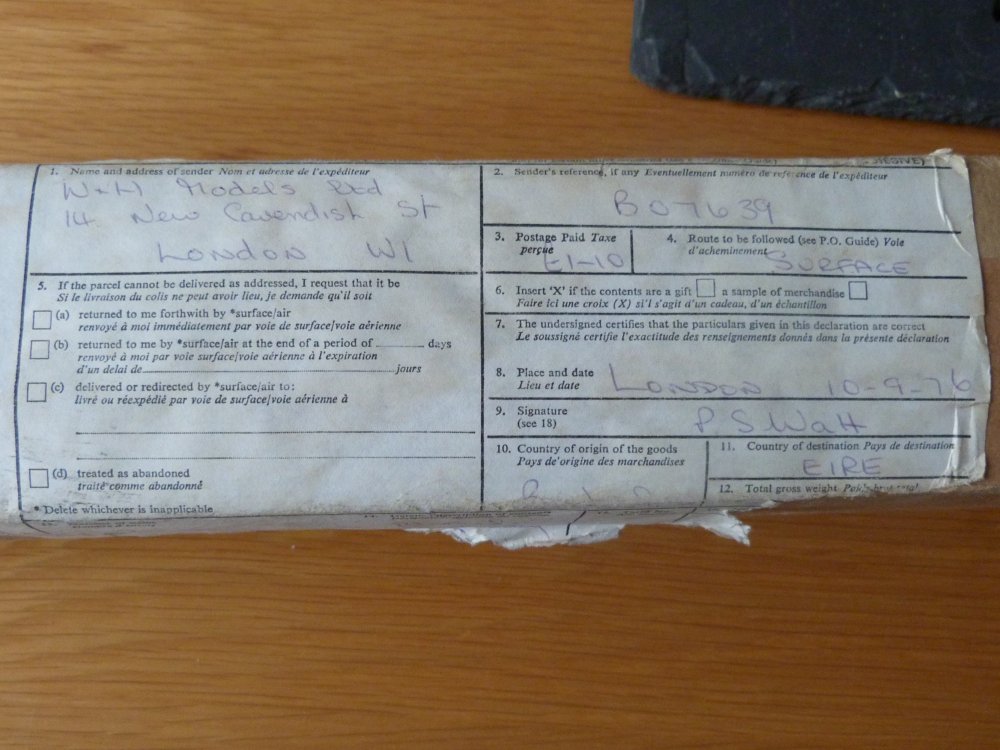 1. Name and address of sender Nom et adresse de l'expéditeur
W & H Models Ltd
14 New Cavendish St
LONDON W1
5. If the parcel cannot be delivered as addressed, I request that it be
Si le livraison du colis ne peut avoir lieu, je demande qu'il soit
(a) returned to me forthwith by *surface/air
renvoyé à moi immédiatement par voie de surface/voie aérienne
(b) returned to me by *surface/air at the end of a period of ............ days
renvoyé à moi par voie surface/voie aérienne à l'expiration
d'un délai de ............ jours
(c) delivered or redirected by *surface/air to:
livré ou réexpédié par voie de surface/voie aérienne à
(d) treated as abandoned
traité comme abandonné
* Delete whichever is inapplicable
2. Sender's reference, if any Eventuellement numéro de reference de l'expéditeur
B07639
3. Postage Paid Taxe
perçue
£1-10
4. Route to be followed (see P.O. Guide) Voie
d'acheminement
SURFACE
6. Insert 'X' if the contents are a gift a sample of merchandise
Faire ici une croix (X) si'l s'agit d'un cadeau, d'un échantillon
7. The undersigned certifies that the particulars given in this declaration are correct
Le soussigné certifie l'exactitude des renseignements donnés dans la présente déclaration
8. Place and date
Lieu et date
LONDON 10-9-76
9. Signature
(see 18)
P S Watt
10. Country of origin of the goods
Pays de origine des marchandises
11. Country of destination Pays de destination
EIRE
12. Total gross weight